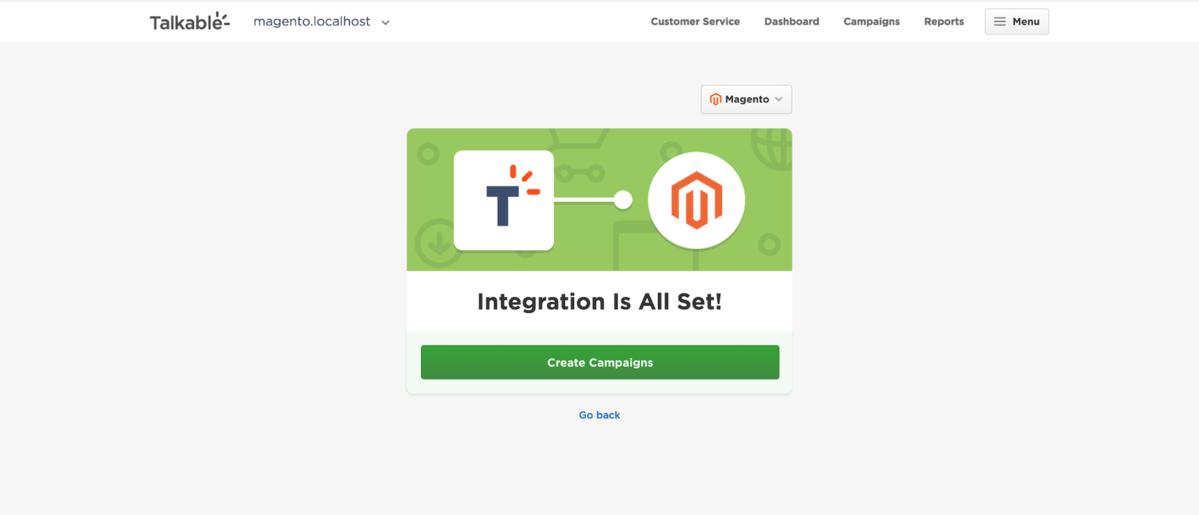 Talkable
magento.localhost
Customer Service
Dashboard
Campaigns
Reports
Menu
Magento
T
Integration Is All Set!
Create Campaigns
Go back